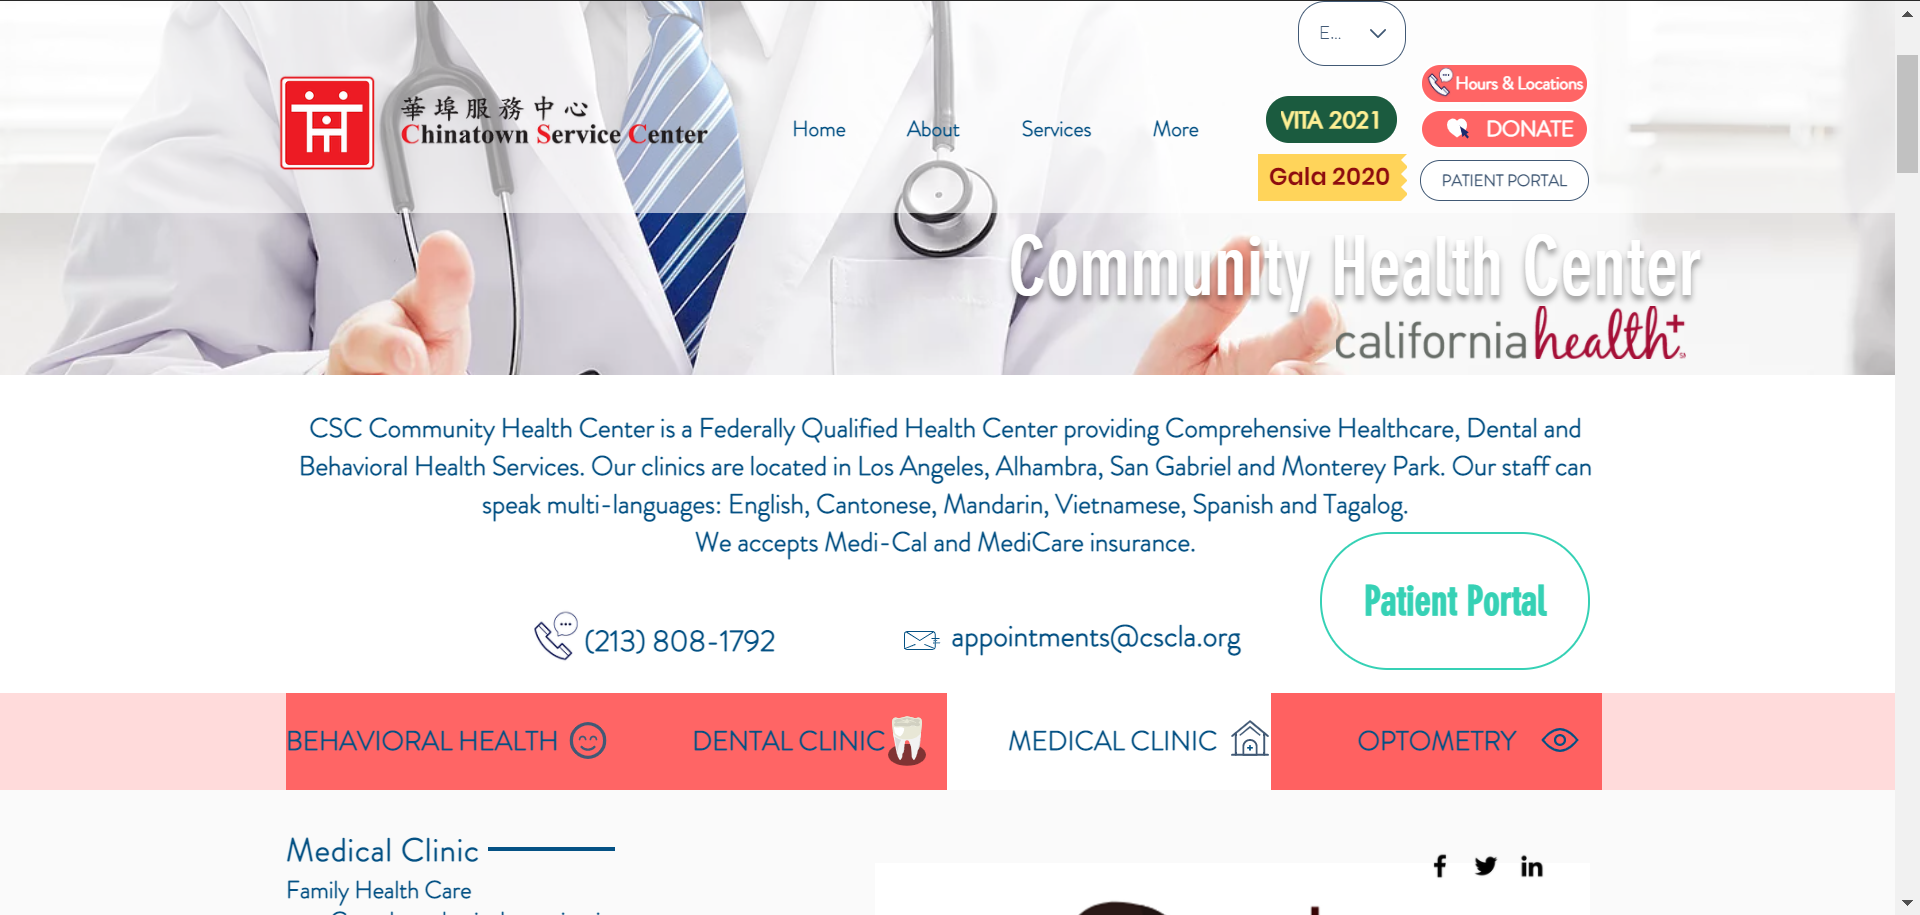 E...
Hours & Locations
華埠服務中心
Chinatown Service Center
Home
About
Services
More
VITA 2021
DONATE
Gala 2020
PATIENT PORTAL
Community Health Center
california health+
CSC Community Health Center is a Federally Qualified Health Center providing Comprehensive Healthcare, Dental and
Behavioral Health Services. Our clinics are located in Los Angeles, Alhambra, San Gabriel and Monterey Park. Our staff can
speak multi-languages: English, Cantonese, Mandarin, Vietnamese, Spanish and Tagalog.
We accepts Medi-Cal and MediCare insurance.
Patient Portal
(213) 808-1792
appointments@cscla.org
BEHAVIORAL HEALTH
DENTAL CLINIC
MEDICAL CLINIC
OPTOMETRY
Medical Clinic
Family Health Care